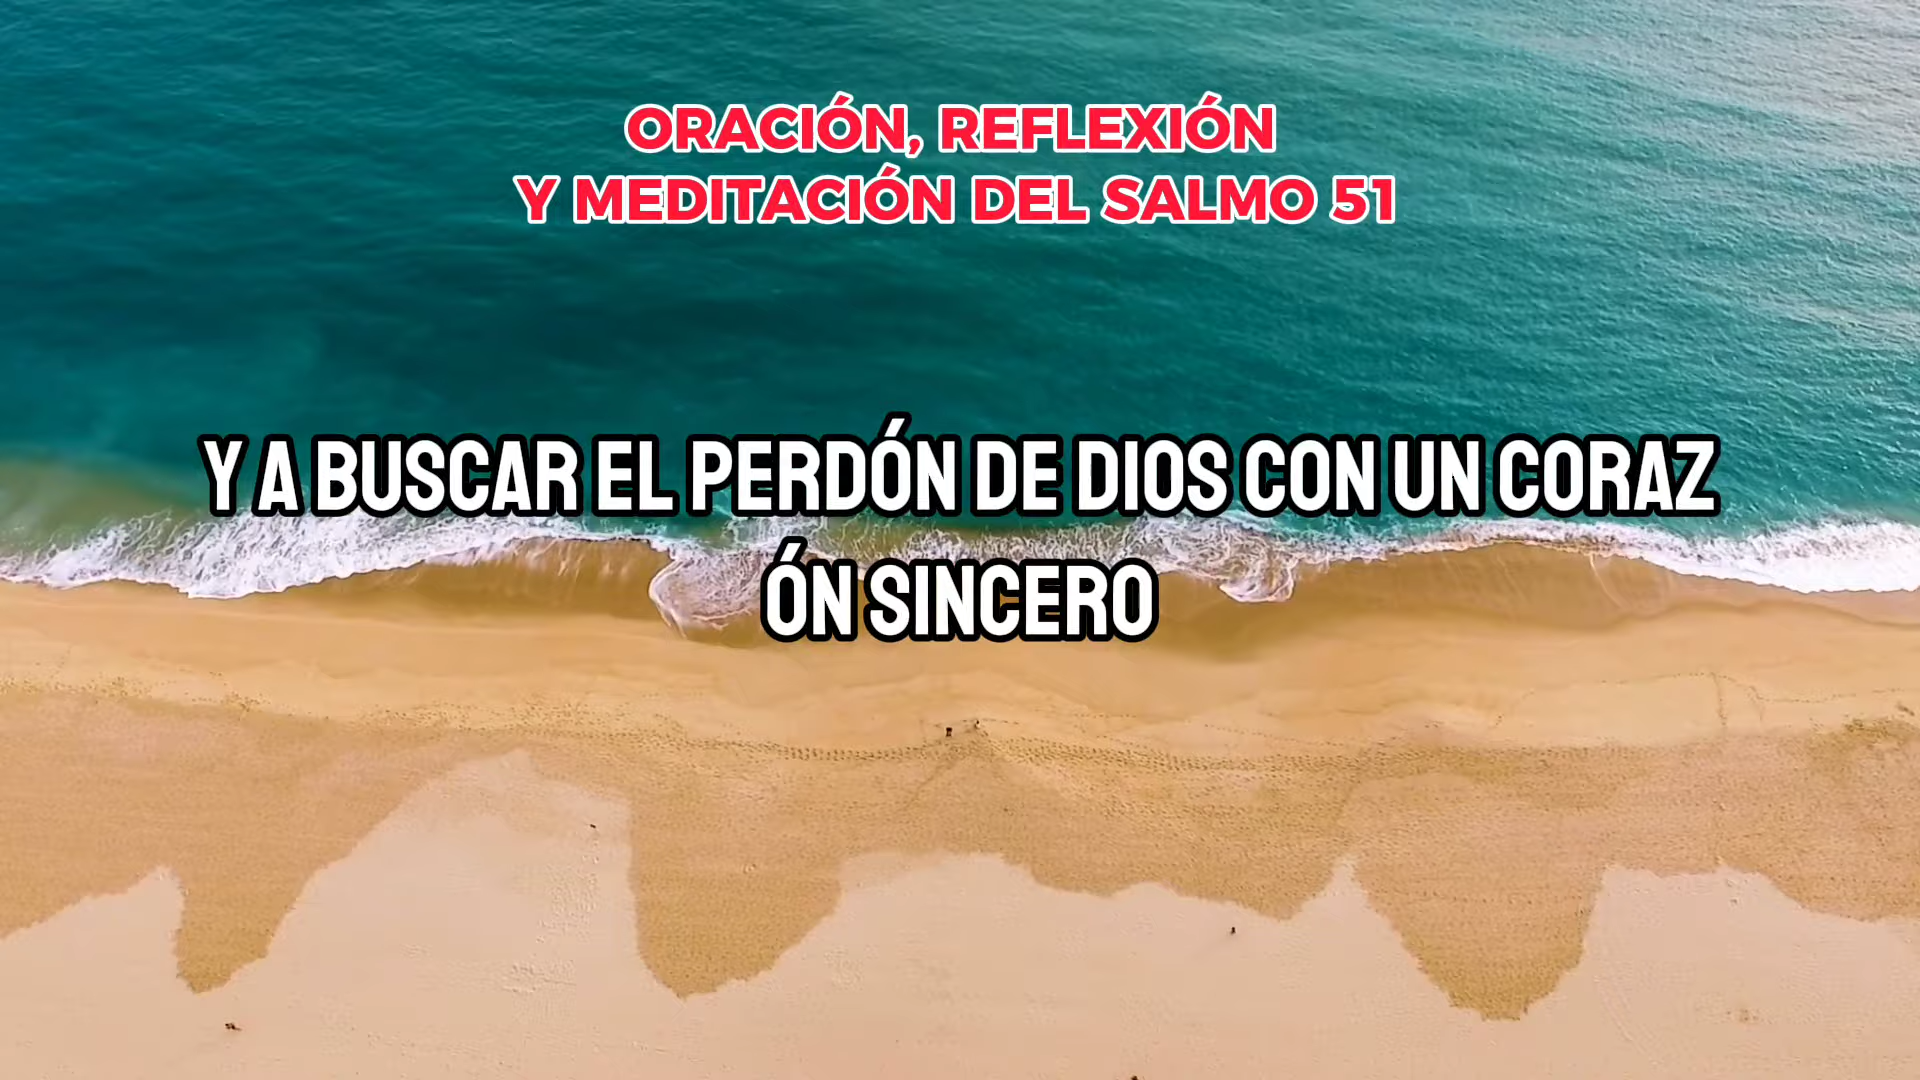 ORACIÓN, REFLEXIÓN
Y MEDITACIÓN DEL SALMO 51
Y A BUSCAR EL PERDÓN DE DIOS CON UN CORAZ
ÓN SINCERO